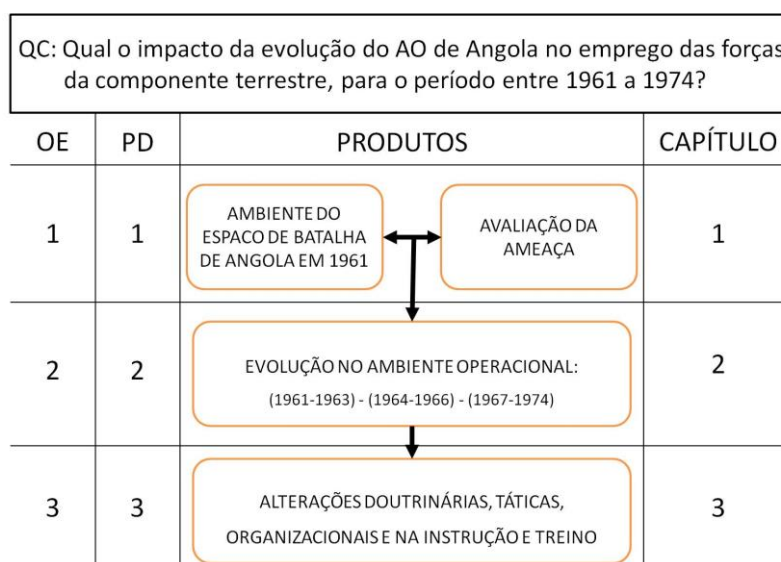 QC: Qual o impacto da evolução do AO de Angola no emprego das forças
da componente terrestre, para o período entre 1961 a 1974?
OE PD PRODUTOS CAPÍTULO
1 1 AMBIENTE DO
ESPACO DE BATALHA
DE ANGOLA EM 1961
AVALIAÇÃO DA
AMEAÇA
1
2 2 EVOLUÇÃO NO AMBIENTE OPERACIONAL:
(1961-1963) - (1964-1966) - (1967-1974)
2
3 3 ALTERAÇÕES DOUTRINÁRIAS, TÁTICAS,
ORGANIZACIONAIS E NA INSTRUÇÃO E TREINO
3